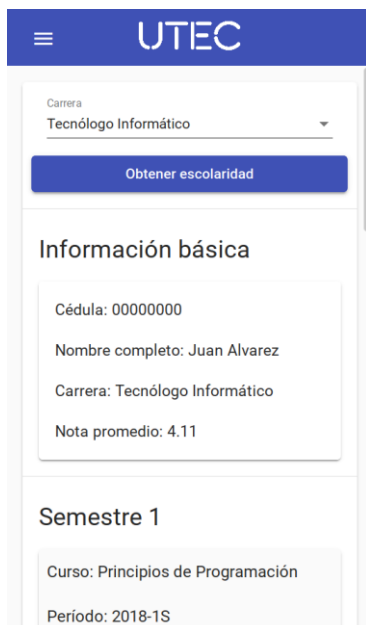 UTEC
Carrera
Tecnólogo Informático
Obtener escolaridad
Información básica
Cédula: 00000000
Nombre completo: Juan Alvarez
Carrera: Tecnólogo Informático
Nota promedio: 4.11
Semestre 1
Curso: Principios de Programación
Período: 2018-1S